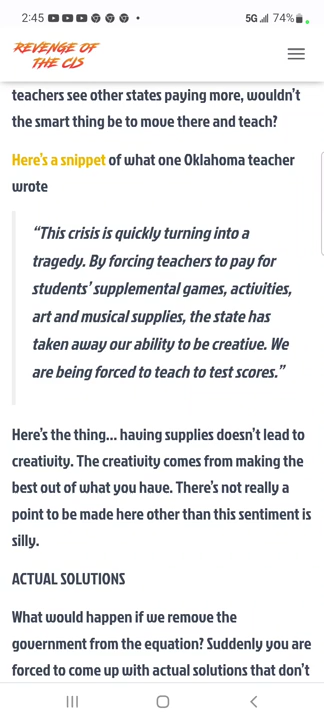 2:45
5G 74%
REVENGE OF
THE CIS
teachers see other states paying more, wouldn't
the smart thing be to move there and teach?
Here's a snippet of what one Oklahoma teacher
wrote
“This crisis is quickly turning into a
tragedy. By forcing teachers to pay for
students’ supplemental games, activities,
art and musical supplies, the state has
taken away our ability to be creative. We
are being forced to teach to test scores.”
Here's the thing... having supplies doesn't lead to
creativity. The creativity comes from making the
best out of what you have. There's not really a
point to be made here other than this sentiment is
silly.
ACTUAL SOLUTIONS
What would happen if we remove the
government from the equation? Suddenly you are
forced to come up with actual solutions that don't